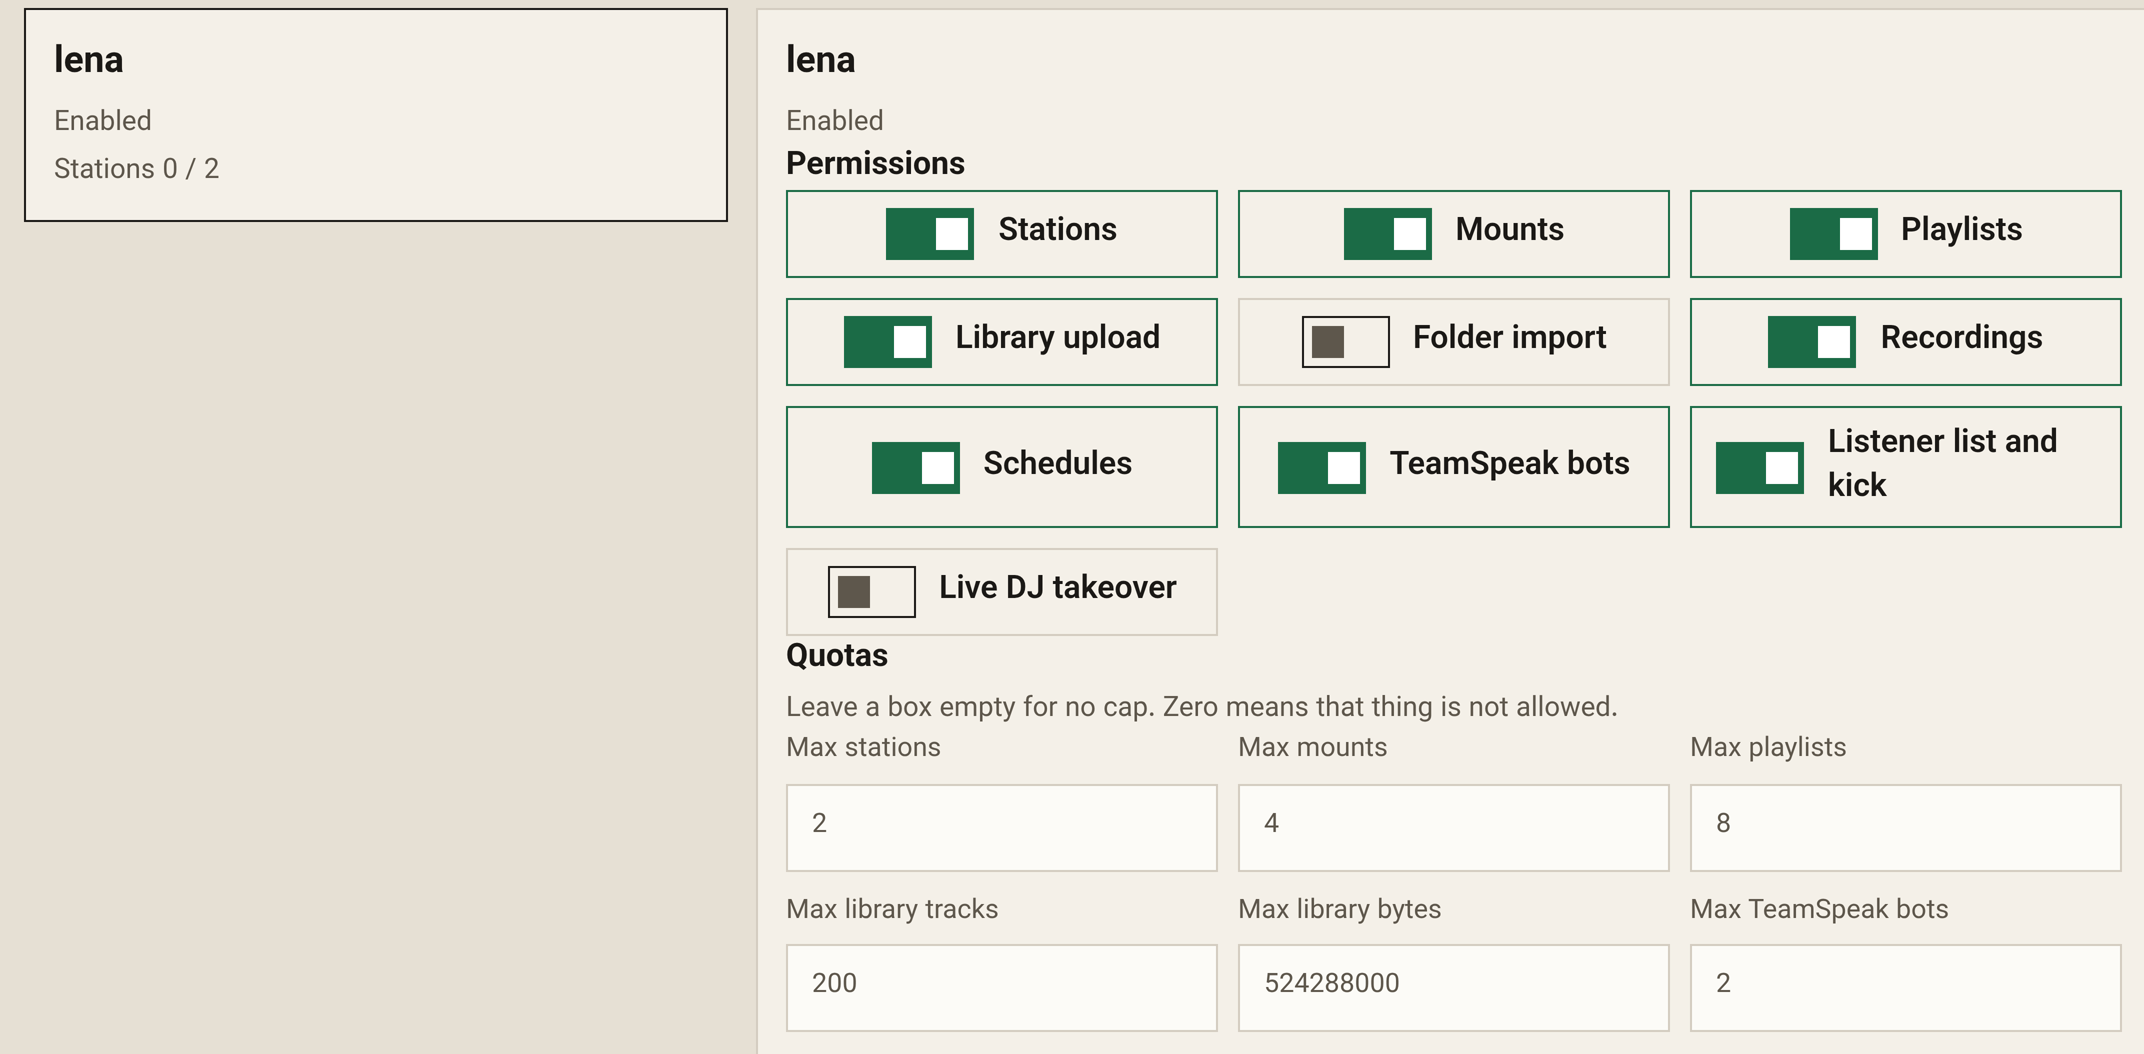 lena
Enabled
Stations 0 / 2
lena
Enabled
Permissions
Stations
Mounts
Playlists
Library upload
Folder import
Recordings
Schedules
TeamSpeak bots
Listener list and
kick
Live DJ takeover
Quotas
Leave a box empty for no cap. Zero means that thing is not allowed.
Max stations
Max mounts
Max playlists
2
4
8
Max library tracks
Max library bytes
Max TeamSpeak bots
200
524288000
2